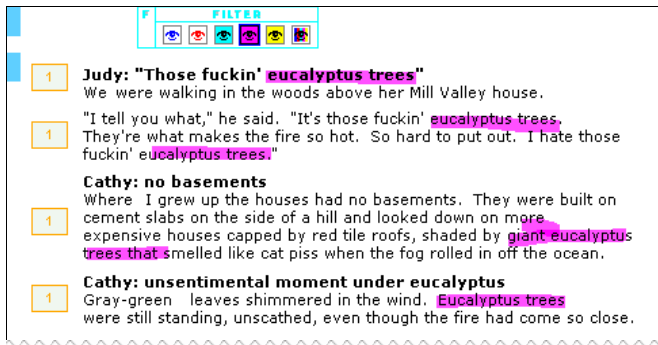 F FILTER
1 Judy: "Those fuckin' eucalyptus trees"
We were walking in the woods above her Mill Valley house.
1 "I tell you what," he said. "It's those fuckin' eucalyptus trees.
They're what makes the fire so hot. So hard to put out. I hate those
fuckin' eucalyptus trees."
Cathy: no basements
Where I grew up the houses had no basements. They were built on
1 cement slabs on the side of a hill and looked down on more
expensive houses capped by red tile roofs, shaded by giant eucalyptus
trees that smelled like cat piss when the fog rolled in off the ocean.
Cathy: unsentimental moment under eucalyptus
1 Gray-green leaves shimmered in the wind. Eucalyptus trees
were still standing, unscathed, even though the fire had come so close.